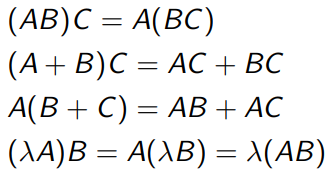 (AB)C = A(BC)
(A + B)C = AC + BC
A(B + C) = AB + AC
(λA)B = A(λB) = λ(AB)